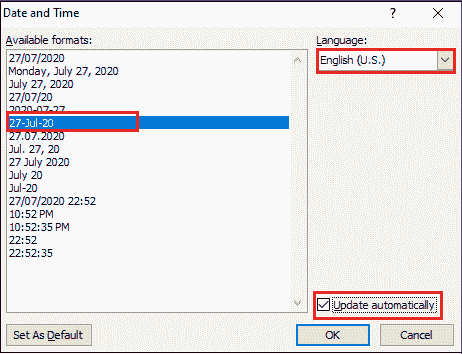 Date and Time
Available formats:
Language:
27/07/2020
Monday, July 27, 2020
July 27, 2020
27/07/20
2020-07-27
27-Jul-20
27.07.2020
Jul. 27, 20
27 July 2020
July 20
Jul-20
27/07/2020 22:52
10:52 PM
10:52:35 PM
22:52
22:52:35
English (U.S.)
Update automatically
Set As Default
OK
Cancel